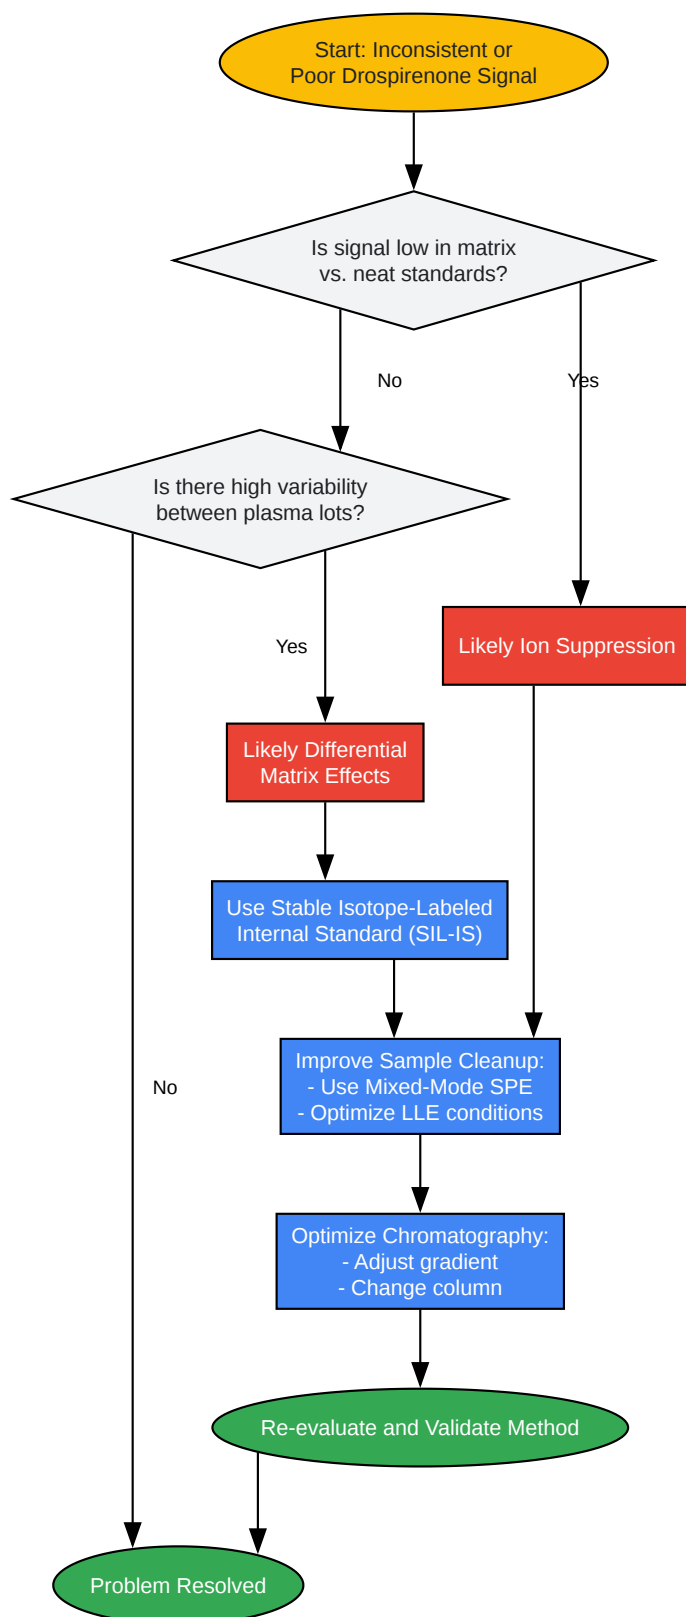 Start: Inconsistent or
Poor Drospirenone Signal
Is signal low in matrix
vs. neat standards?
No
Yes
Is there high variability
between plasma lots?
Yes
Likely Ion Suppression
Likely Differential
Matrix Effects
Use Stable Isotope-Labeled
Internal Standard (SIL-IS)
Improve Sample Cleanup:
- Use Mixed-Mode SPE
- Optimize LLE conditions
No
Optimize Chromatography:
- Adjust gradient
- Change column
Re-evaluate and Validate Method
Problem Resolved